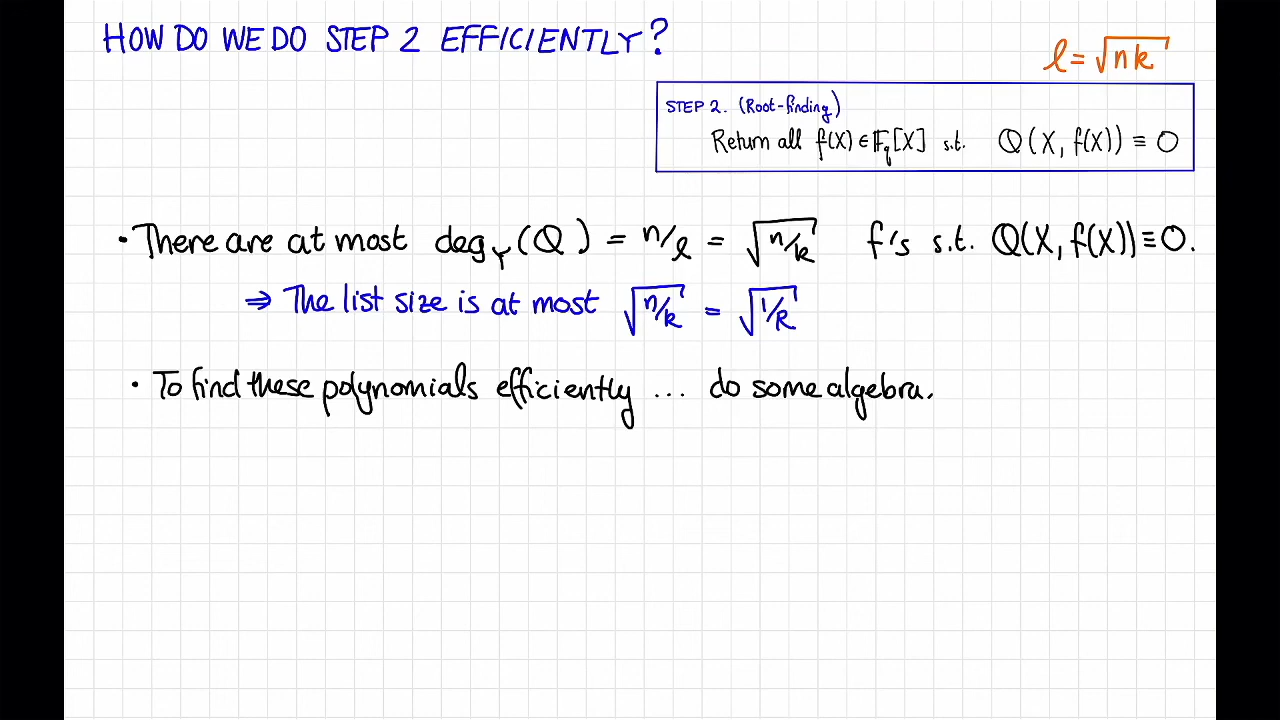 HOW DO WE DO STEP 2 EFFICIENTLY?
l = √nk
STEP 2. (Root-finding)
Return all f(X) ∈ 𝔽_q[X] s.t. Q(X, f(X)) ≡ 0
• There are at most deg_Y(Q) = n/l = √n/k f's s.t. Q(X, f(X)) ≡ 0.
⇒ The list size is at most √n/k = √1/R
• To find these polynomials efficiently ... do some algebra.